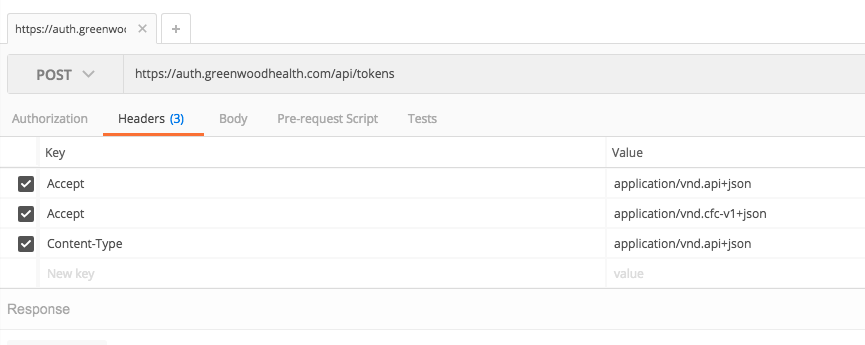 https://auth.greenwoo
POST https://auth.greenwoodhealth.com/api/tokens
Authorization Headers (3) Body Pre-request Script Tests
Key Value
Accept application/vnd.api+json
Accept application/vnd.cfc-v1+json
Content-Type application/vnd.api+json
New key value
Response